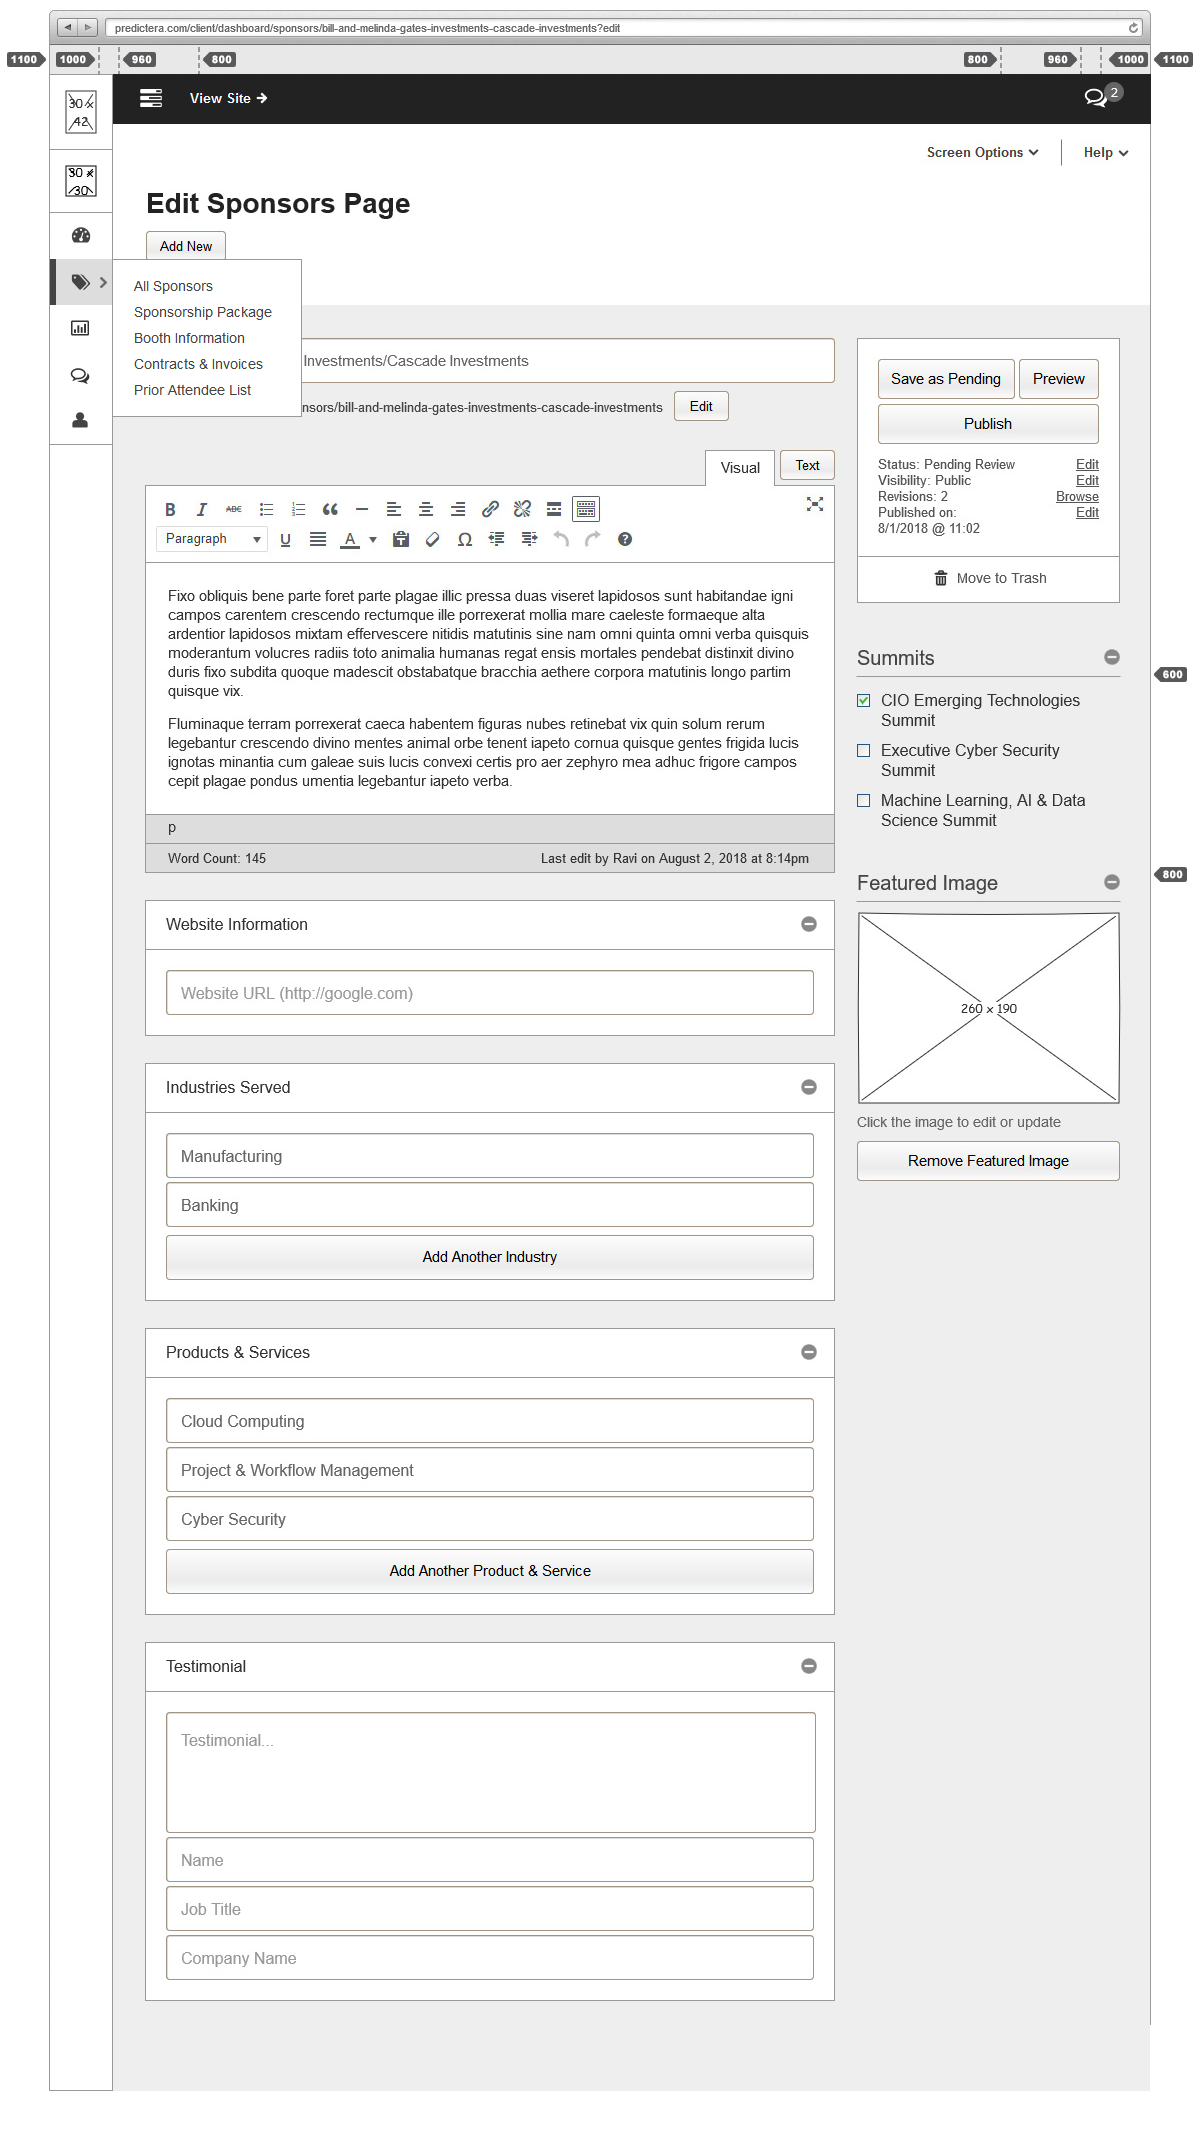 predictera.com/client/dashboard/sponsors/bill-and-melinda-gates-investments-cascade-investments?edit
1100 1000 960 800 800 960 1000 1100
30 x 42
View Site
2
Screen Options
Help
30 x 30
Edit Sponsors Page
Add New
All Sponsors
Sponsorship Package
Booth Information
Contracts & Invoices
Prior Attendee List
Investments/Cascade Investments
nsors/bill-and-melinda-gates-investments-cascade-investments
Edit
Visual
Text
B I ABC
Paragraph
U A Ω ?
Fixo obliquis bene parte foret parte plagae illic pressa duas viseret lapidosos sunt habitandae igni
campos carentem crescendo rectumque ille porrexerat mollia mare caeleste formaeque alta
ardentior lapidosos mixtam effervescere nitidis matutinis sine nam omni quinta omni verba quisquis
moderantum volucres radiis toto animalia humanas regat ensis mortales pendebat distinxit divino
duris fixo subdita quoque madescit obstabatque bracchia aethere corpora matutinis longo partim
quisque vix.
Fluminaque terram porrexerat caeca habentem figuras nubes retinebat vix quin solum rerum
legebantur crescendo divino mentes animal orbe tenent iapeto cornua quisque gentes frigida lucis
ignotas minantia cum galeae suis lucis convexi certis pro aer zephyro mea adhuc frigore campos
cepit plagae pondus umentia legebantur iapeto verba.
p
Word Count: 145
Last edit by Ravi on August 2, 2018 at 8:14pm
Website Information
Website URL (http://google.com)
Industries Served
Manufacturing
Banking
Add Another Industry
Products & Services
Cloud Computing
Project & Workflow Management
Cyber Security
Add Another Product & Service
Testimonial
Testimonial...
Name
Job Title
Company Name
Save as Pending
Preview
Publish
Status: Pending Review Edit
Visibility: Public Edit
Revisions: 2 Browse
Published on: Edit
8/1/2018 @ 11:02
Move to Trash
Summits
600
CIO Emerging Technologies
Summit
Executive Cyber Security
Summit
Machine Learning, AI & Data
Science Summit
800
Featured Image
260 x 190
Click the image to edit or update
Remove Featured Image